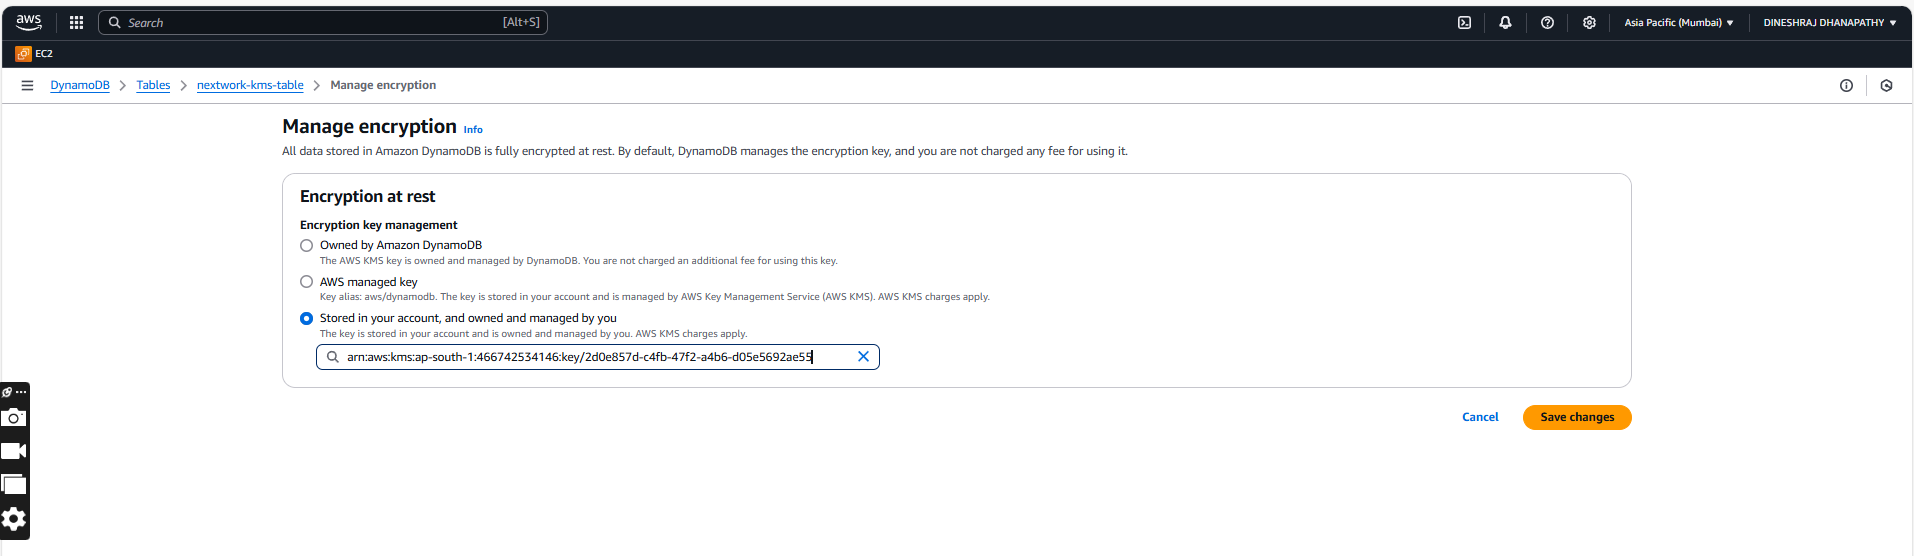 aws Search [Alt+S] Asia Pacific (Mumbai) DINESHRAJ DHANAPATHY
EC2
DynamoDB Tables nextwork-kms-table Manage encryption
Manage encryption Info
All data stored in Amazon DynamoDB is fully encrypted at rest. By default, DynamoDB manages the encryption key, and you are not charged any fee for using it.
Encryption at rest
Encryption key management
Owned by Amazon DynamoDB
The AWS KMS key is owned and managed by DynamoDB. You are not charged an additional fee for using this key.
AWS managed key
Key alias: aws/dynamodb. The key is stored in your account and is managed by AWS Key Management Service (AWS KMS). AWS KMS charges apply.
Stored in your account, and owned and managed by you
The key is stored in your account and is owned and managed by you. AWS KMS charges apply.
arn:aws:kms:ap-south-1:466742534146:key/2d0e857d-c4fb-47f2-a4b6-d05e5692ae55
Cancel Save changes